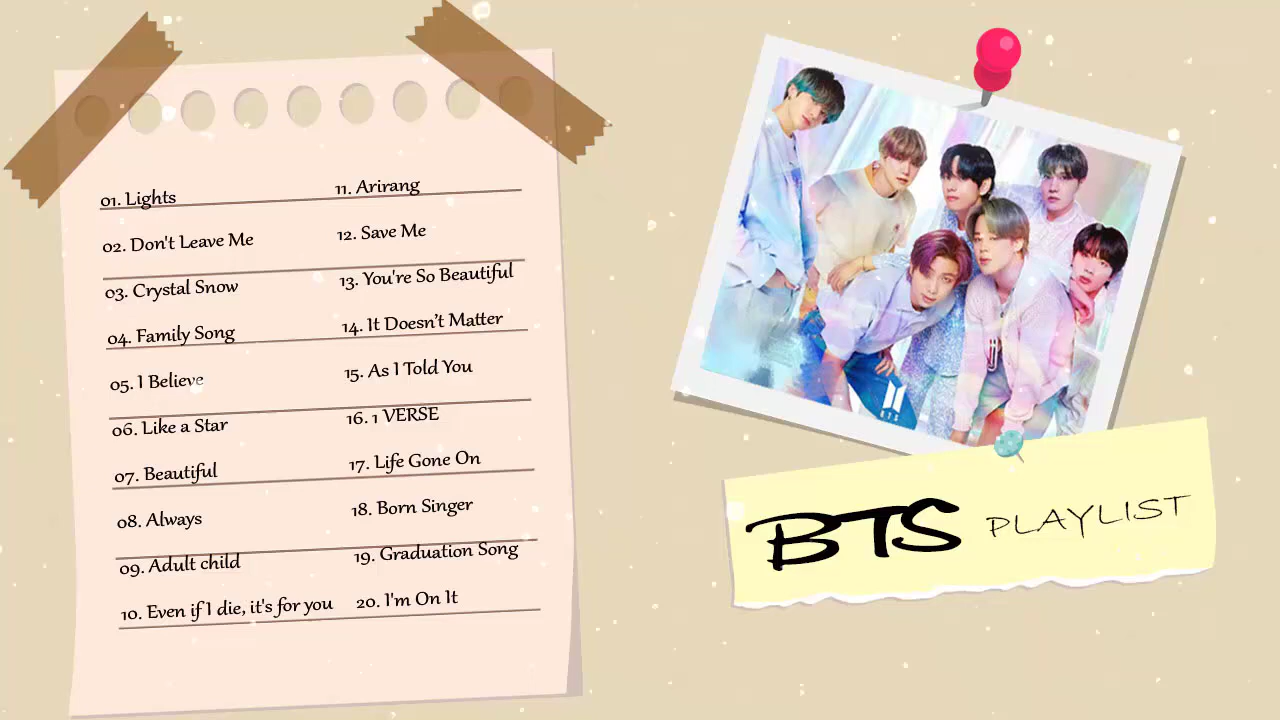 01. Lights
02. Don't Leave Me
03. Crystal Snow
04. Family Song
05. I Believe
06. Like a Star
07. Beautiful
08. Always
09. Adult child
10. Even if I die, it's for you
11. Arirang
12. Save Me
13. You're So Beautiful
14. It Doesn't Matter
15. As I Told You
16. 1 VERSE
17. Life Gone On
18. Born Singer
19. Graduation Song
20. I'm On It
BTS
BTS PLAYLIST